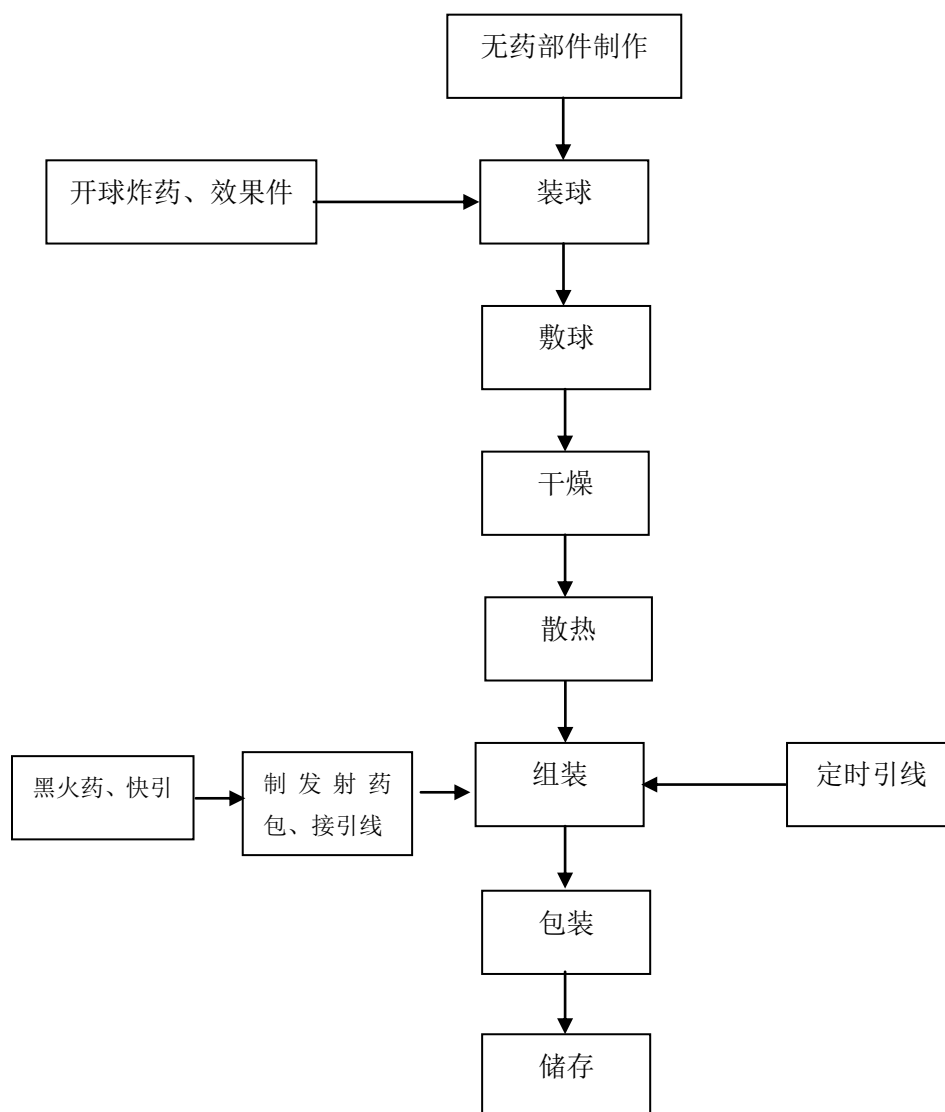 无药部件制作
开球炸药、效果件
装球
敷球
干燥
散热
黑火药、快引
制发射药
包、接引线
组装
定时引线
包装
储存